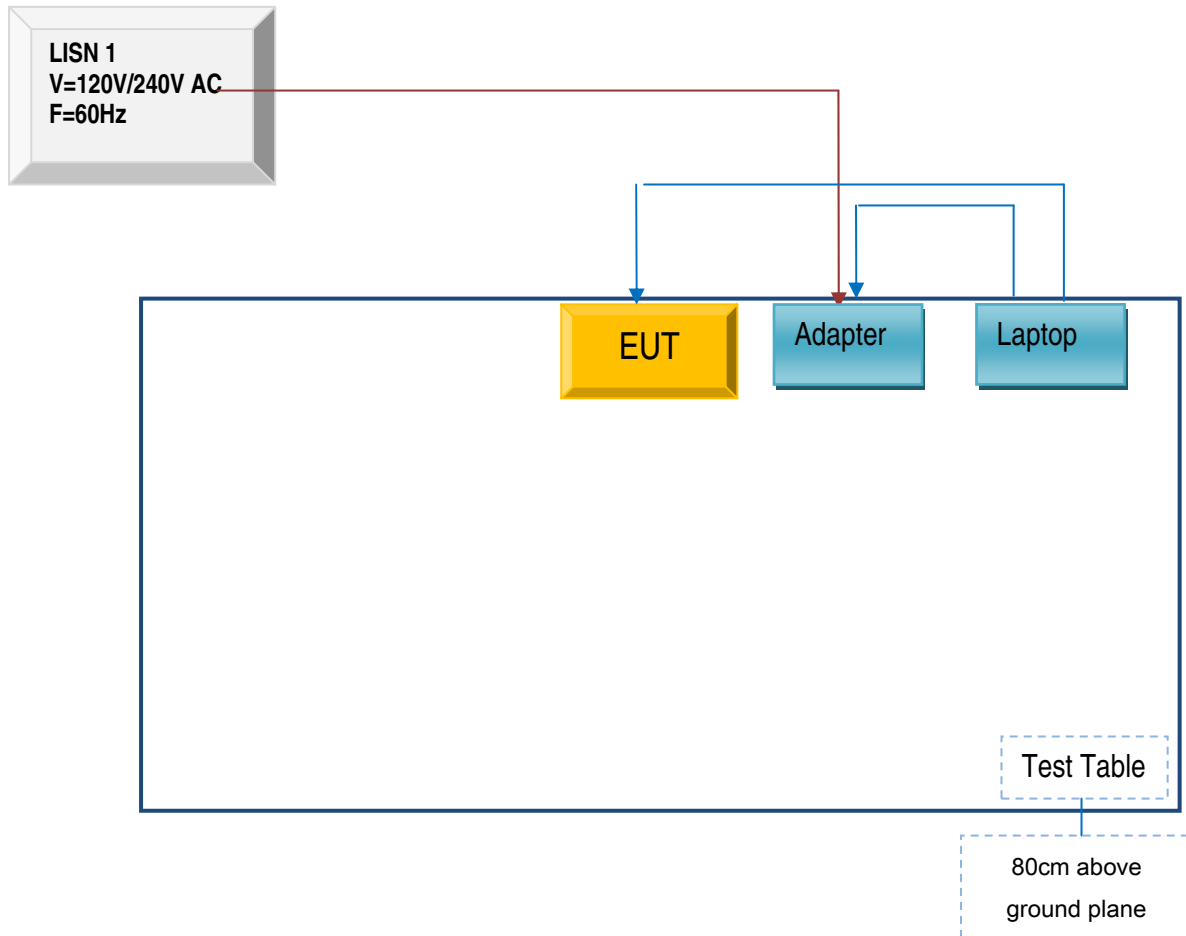 LISN 1
V=120V/240V AC
F=60Hz
EUT
Adapter
Laptop
Test Table
80cm above
ground plane